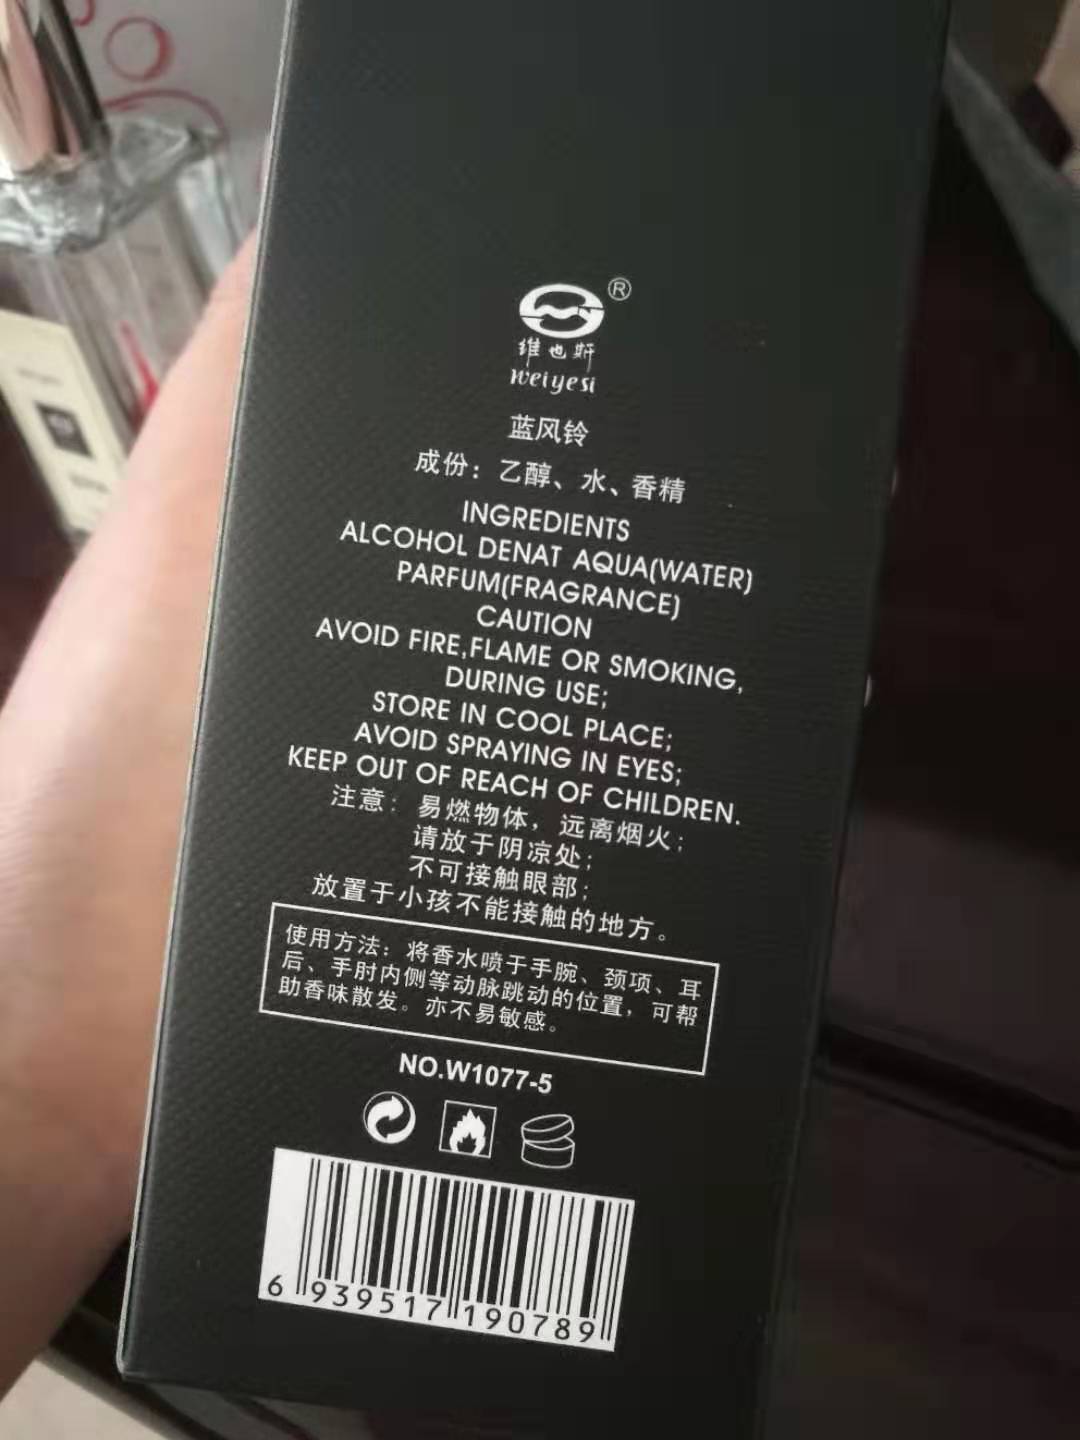 ®
维也斯
weiyesi
蓝风铃
成份：乙醇、水、香精
INGREDIENTS
ALCOHOL DENAT AQUA(WATER)
PARFUM(FRAGRANCE)
CAUTION
AVOID FIRE,FLAME OR SMOKING,
DURING USE;
STORE IN COOL PLACE;
AVOID SPRAYING IN EYES;
KEEP OUT OF REACH OF CHILDREN.
注意：易燃物体，远离烟火；
请放于阴凉处；
不可接触眼部；
放置于小孩不能接触的地方。
使用方法：将香水喷于手腕、颈项、耳
后、手肘内侧等动脉跳动的位置，可帮
助香味散发。亦不易敏感。
NO.W1077-5
6 939517 190789